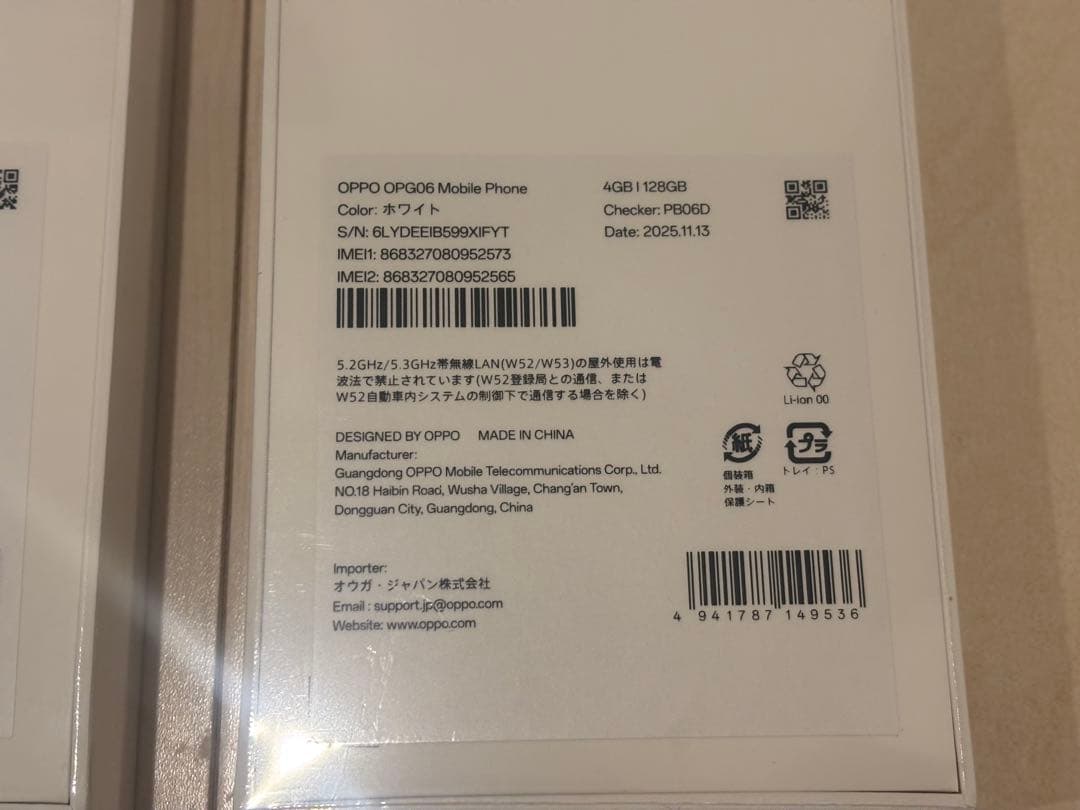 OPPO OPG06 Mobile Phone
4GB | 128GB
Color: ホワイト
Checker: PB06D
S/N: 6LYDEEIB599XIFYT
Date: 2025.11.13
IMEI1: 868327080952573
IMEI2: 868327080952565
5.2GHz/5.3GHz帯無線LAN(W52/W53)の屋外使用は電
波法で禁止されています(W52登録局との通信、または
W52自動車内システムの制御下で通信する場合を除く)
Li-ion 00
DESIGNED BY OPPO MADE IN CHINA
Manufacturer:
Guangdong OPPO Mobile Telecommunications Corp., Ltd.
NO.18 Haibin Road, Wusha Village, Chang'an Town,
Dongguan City, Guangdong, China
紙
個装箱
外装・内箱
保護シート
プラ
トレイ：PS
Importer:
オウガ・ジャパン株式会社
Email : support.jp@oppo.com
Website: www.oppo.com
4 941787 149536